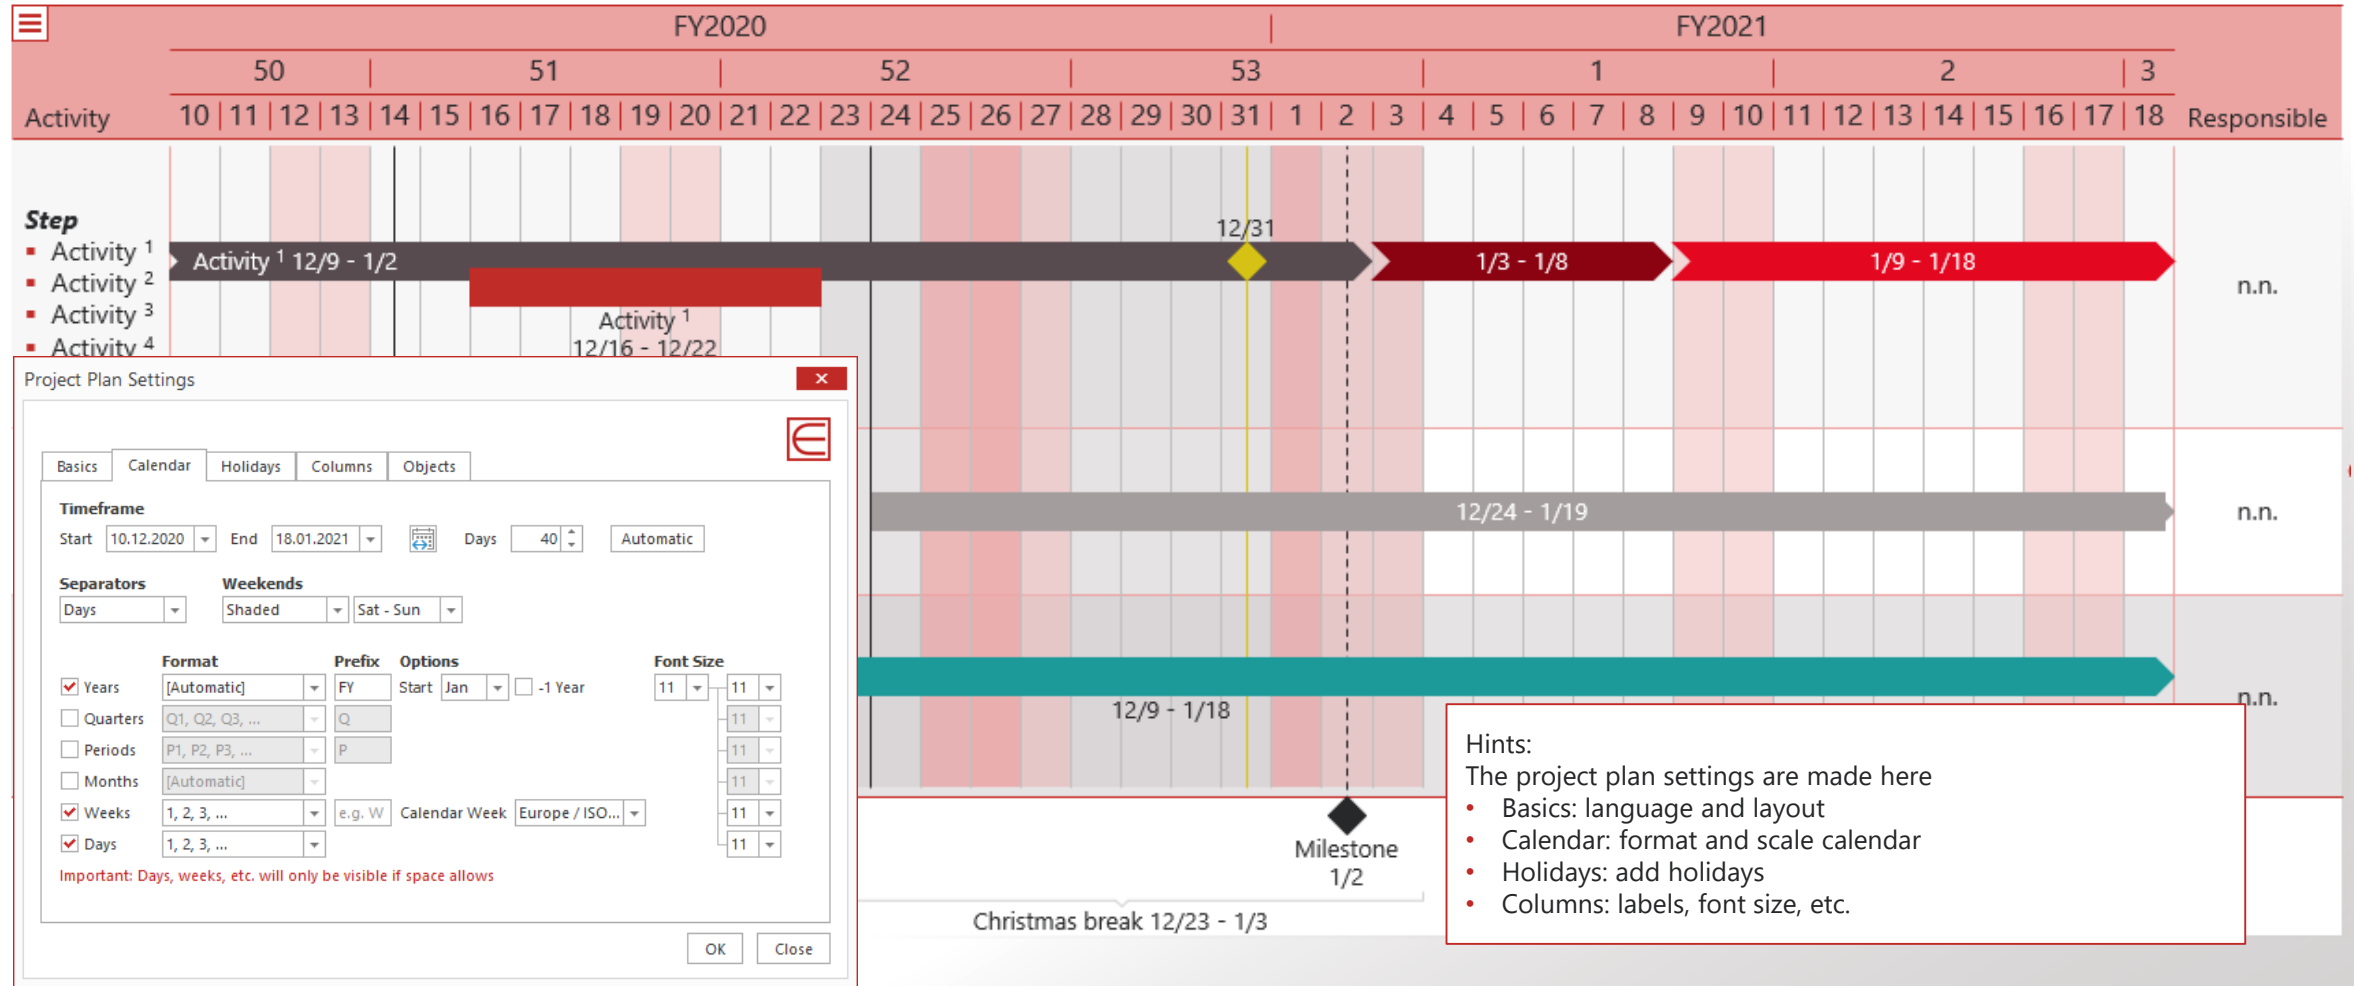 FY2020 FY2021
50 51 52 53 1 2 3
Activity 10 11 12 13 14 15 16 17 18 19 20 21 22 23 24 25 26 27 28 29 30 31 1 2 3 4 5 6 7 8 9 10 11 12 13 14 15 16 17 18 Responsible
Step
12/31
Activity 1
Activity 1 12/9 - 1/2
1/3 - 1/8
1/9 - 1/18
Activity 2
n.n.
Activity 3
Activity 1
Activity 4
12/16 - 12/22
12/24 - 1/19
n.n.
12/9 - 1/18
n.n.
Milestone
1/2
Christmas break 12/23 - 1/3
Project Plan Settings
Basics Calendar Holidays Columns Objects
Timeframe
Start 10.12.2020 End 18.01.2021 Days 40 Automatic
Separators Weekends
Days Shaded Sat - Sun
Format Prefix Options Font Size
Years [Automatic] FY Start Jan -1 Year 11 11
Quarters Q1, Q2, Q3, ... Q 11
Periods P1, P2, P3, ... P 11
Months [Automatic] 11
Weeks 1, 2, 3, ... e.g. W Calendar Week Europe / ISO... 11
Days 1, 2, 3, ... 11
Important: Days, weeks, etc. will only be visible if space allows
OK Close
Hints:
The project plan settings are made here
• Basics: language and layout
• Calendar: format and scale calendar
• Holidays: add holidays
• Columns: labels, font size, etc.